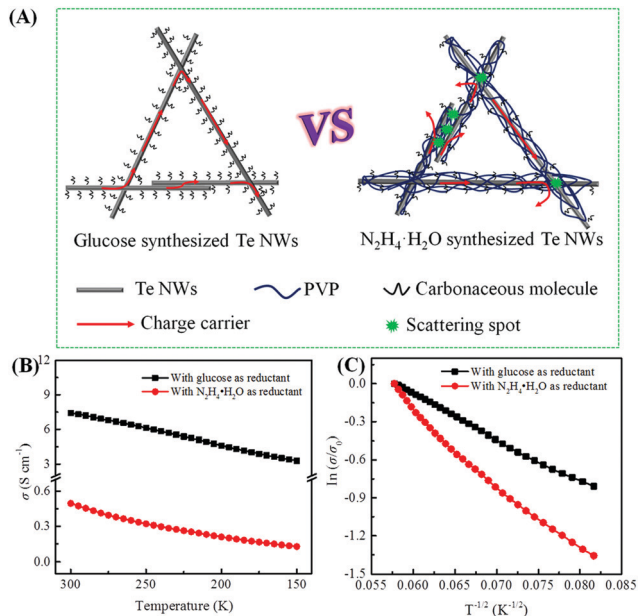 (A)
VS
Glucose synthesized Te NWs
N₂H₄·H₂O synthesized Te NWs
Te NWs
PVP
Carbonaceous molecule
Charge carrier
Scattering spot
(B)
12
9
6
3
0.6
0.3
0.0
σ (S cm⁻¹)
With glucose as reductant
With N₂H₄•H₂O as reductant
300
250
200
150
Temperature (K)
(C)
0.0
-0.3
-0.6
-0.9
-1.2
-1.5
ln (σ/σ₀)
With glucose as reductant
With N₂H₄•H₂O as reductant
0.055
0.060
0.065
0.070
0.075
0.080
0.085
T⁻¹/² (K⁻¹/²)